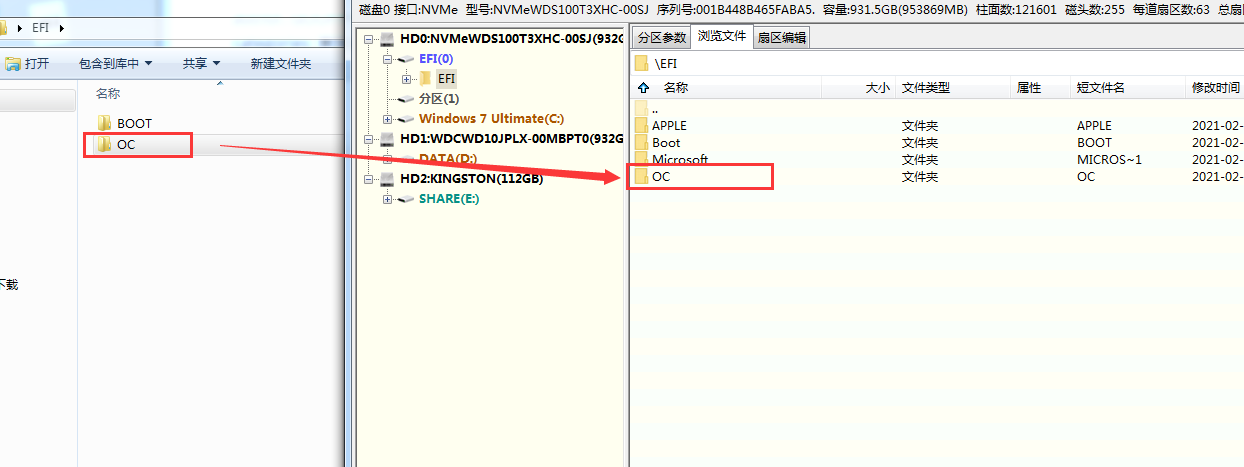 EFI
打开 包含到库中 共享 新建文件夹
名称
BOOT
OC
下载
磁盘0 接口:NVMe 型号:NVMeWDS100T3XHC-00SJ 序列号:001B448B465FABA5. 容量:931.5GB(953869MB) 柱面数:121601 磁头数:255 每道扇区数:63 总扇
HD0:NVMeWDS100T3XHC-00SJ(932G
EFI(0)
EFI
分区(1)
Windows 7 Ultimate(C:)
HD1:WDCWD10JPLX-00MBPT0(932G
DATA(D:)
HD2:KINGSTON(112GB)
SHARE(E:)
分区参数 浏览文件 扇区编辑
\EFI
名称 大小 文件类型 属性 短文件名 修改时间
..
APPLE 文件夹 APPLE 2021-02-
Boot 文件夹 BOOT 2021-02-
Microsoft 文件夹 MICROS~1 2021-02-
OC 文件夹 OC 2021-02-